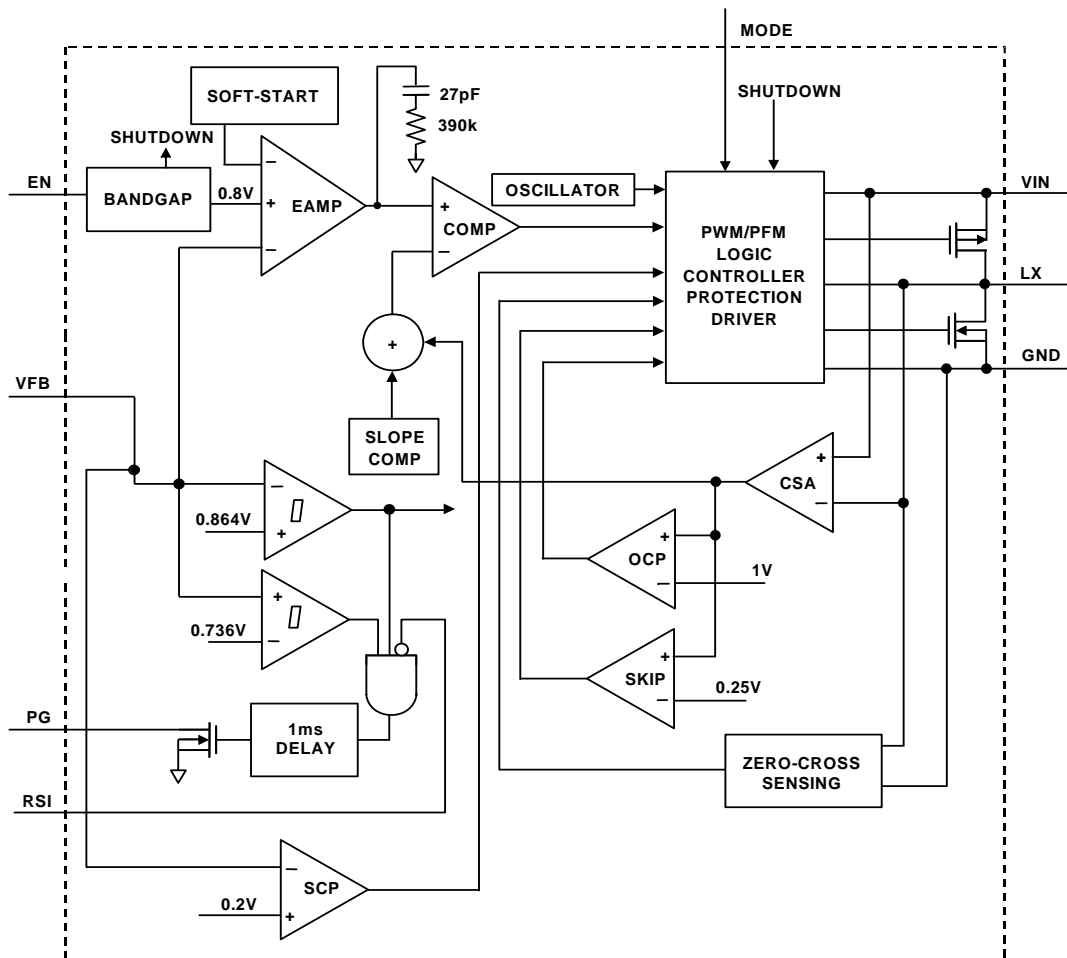 MODE
SOFT-START
27pF
390k
SHUTDOWN
SHUTDOWN
EN
BANDGAP
0.8V
−
+
−
EAMP
+
−
COMP
OSCILLATOR
PWM/PFM
LOGIC
CONTROLLER
PROTECTION
DRIVER
VIN
LX
GND
+
VFB
SLOPE
COMP
+
−
CSA
−
+
0.864V
+
−
OCP
1V
+
−
0.736V
+
−
SKIP
0.25V
PG
1ms
DELAY
ZERO-CROSS
SENSING
RSI
−
+
SCP
0.2V